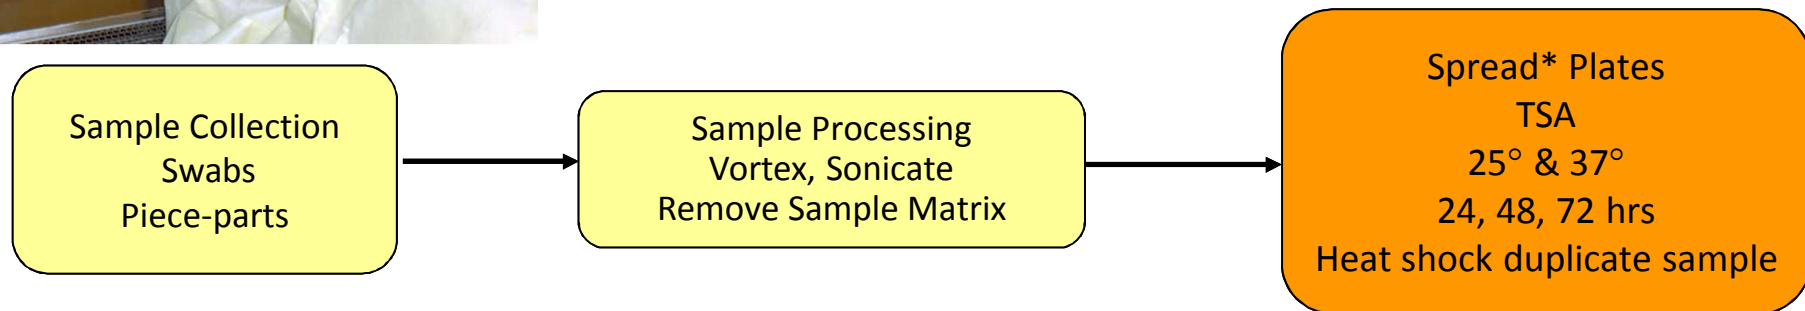 Sample Collection
Swabs
Piece-parts
Sample Processing
Vortex, Sonicate
Remove Sample Matrix
Spread* Plates
TSA
25° & 37°
24, 48, 72 hrs
Heat shock duplicate sample